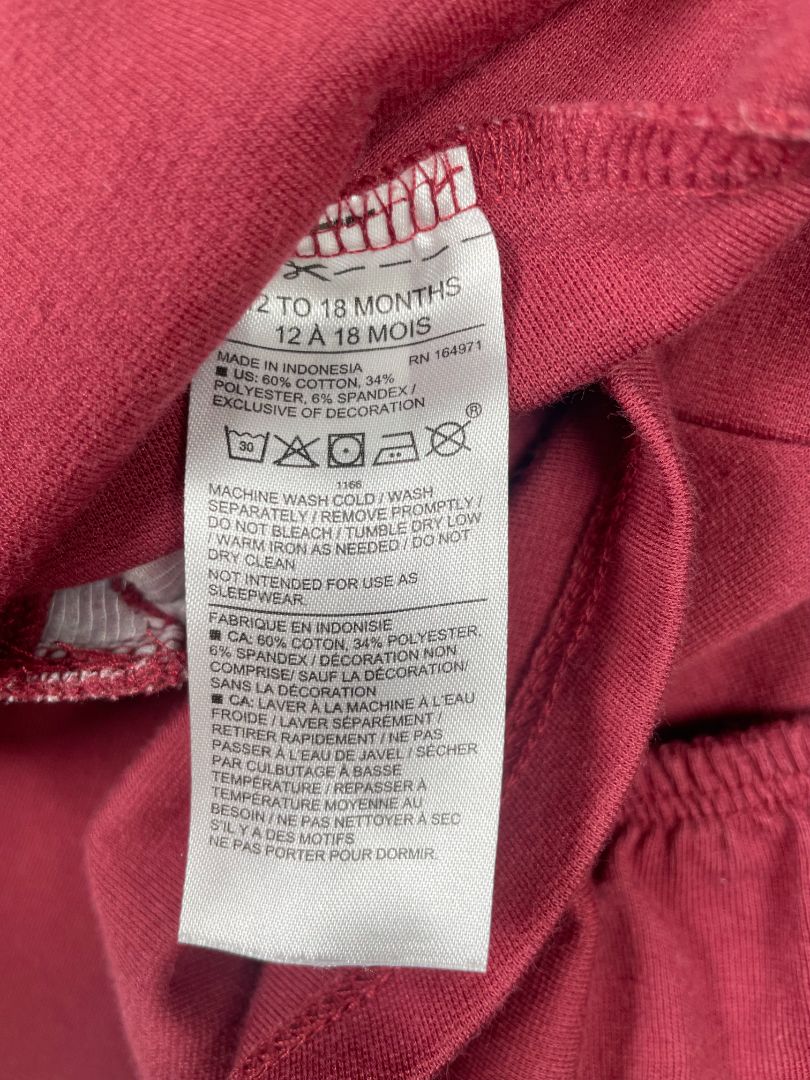 2 TO 18 MONTHS
12 À 18 MOIS
MADE IN INDONESIA RN 164971
■ US: 60% COTTON, 34%
POLYESTER, 6% SPANDEX /
EXCLUSIVE OF DECORATION
30 ®
1166
MACHINE WASH COLD / WASH
SEPARATELY / REMOVE PROMPTLY /
DO NOT BLEACH / TUMBLE DRY LOW
/ WARM IRON AS NEEDED / DO NOT
DRY CLEAN
NOT INTENDED FOR USE AS
SLEEPWEAR.
FABRIQUE EN INDONISIE
■ CA: 60% COTON, 34% POLYESTER,
6% SPANDEX / DÉCORATION NON
COMPRISE/ SAUF LA DÉCORATION/
SANS LA DÉCORATION
■ CA: LAVER À LA MACHINE À L'EAU
FROIDE / LAVER SÉPARÉMENT /
RETIRER RAPIDEMENT / NE PAS
PASSER À L'EAU DE JAVEL / SÉCHER
PAR CULBUTAGE À BASSE
TEMPÉRATURE / REPASSER À
TEMPÉRATURE MOYENNE AU
BESOIN / NE PAS NETTOYER À SEC
S'IL Y A DES MOTIFS
NE PAS PORTER POUR DORMIR.